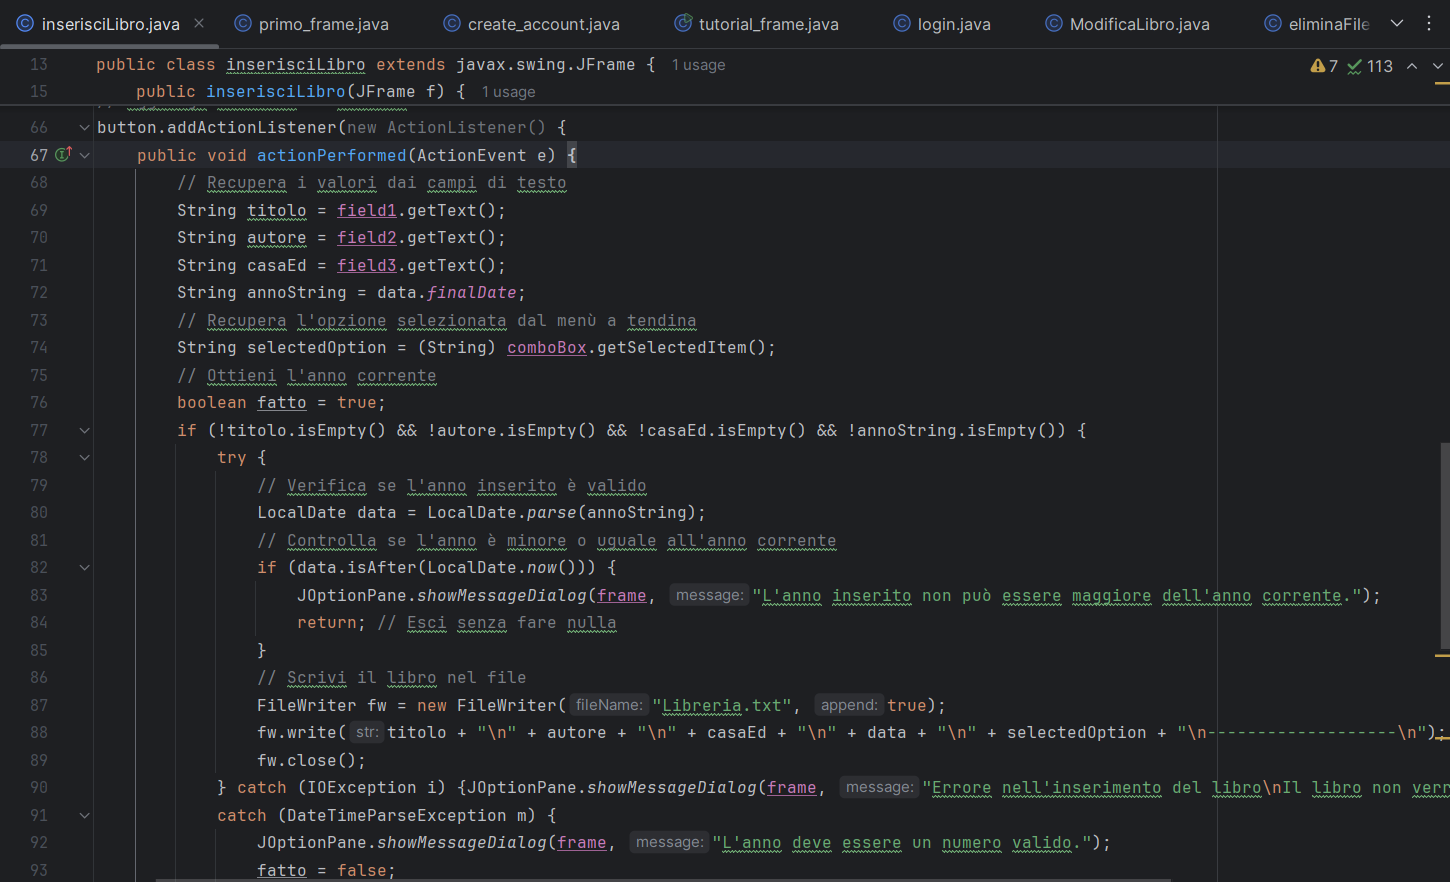 inserisciLibro.java primo_frame.java create_account.java tutorial_frame.java login.java ModificaLibro.java eliminaFile
13 public class inserisciLibro extends javax.swing.JFrame { 1 usage 7 113
15 public inserisciLibro(JFrame f) { 1 usage
66 button.addActionListener(new ActionListener() {
67 public void actionPerformed(ActionEvent e) {
68 // Recupera i valori dai campi di testo
69 String titolo = field1.getText();
70 String autore = field2.getText();
71 String casaEd = field3.getText();
72 String annoString = data.finalDate;
73 // Recupera l'opzione selezionata dal menù a tendina
74 String selectedOption = (String) comboBox.getSelectedItem();
75 // Ottieni l'anno corrente
76 boolean fatto = true;
77 if (!titolo.isEmpty() && !autore.isEmpty() && !casaEd.isEmpty() && !annoString.isEmpty()) {
78 try {
79 // Verifica se l'anno inserito è valido
80 LocalDate data = LocalDate.parse(annoString);
81 // Controlla se l'anno è minore o uguale all'anno corrente
82 if (data.isAfter(LocalDate.now())) {
83 JOptionPane.showMessageDialog(frame, message: "L'anno inserito non può essere maggiore dell'anno corrente.");
84 return; // Esci senza fare nulla
85 }
86 // Scrivi il libro nel file
87 FileWriter fw = new FileWriter( fileName: "Libreria.txt", append: true);
88 fw.write( str: titolo + "\n" + autore + "\n" + casaEd + "\n" + data + "\n" + selectedOption + "\n-------------------\n");
89 fw.close();
90 } catch (IOException i) {JOptionPane.showMessageDialog(frame, message: "Errore nell'inserimento del libro\nIl libro non verr
91 catch (DateTimeParseException m) {
92 JOptionPane.showMessageDialog(frame, message: "L'anno deve essere un numero valido.");
93 fatto = false;